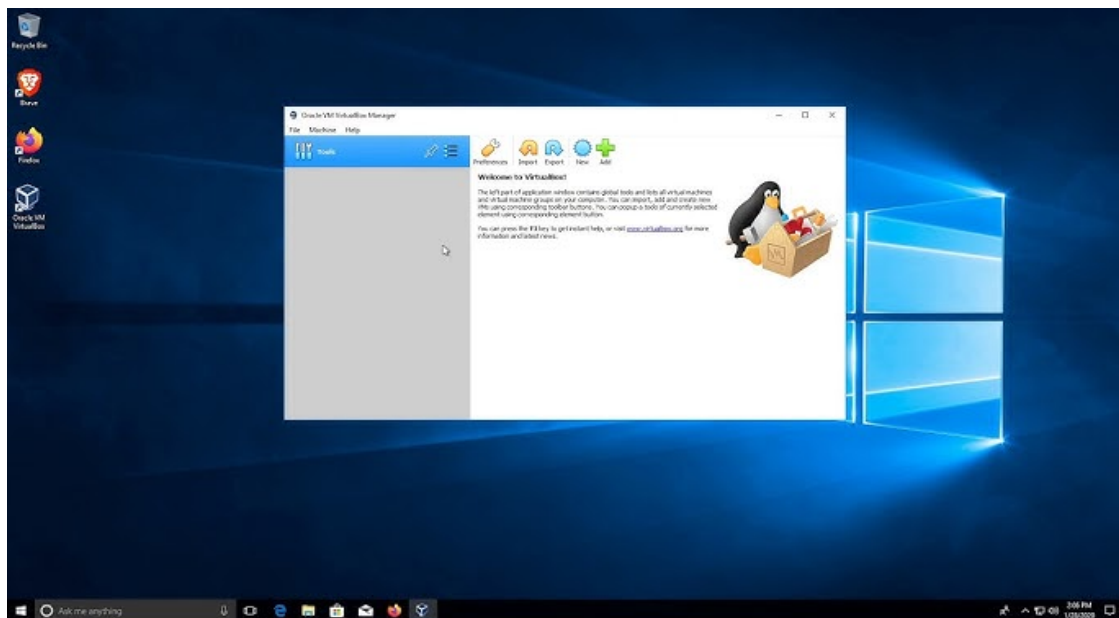 Recycle Bin
Brave
Firefox
Oracle VM
VirtualBox
Oracle VM VirtualBox Manager
File Machine Help
Tools
Preferences Import Export New Add
Welcome to VirtualBox!
The left part of application window contains global tools and lists all virtual machines
and virtual machine groups on your computer. You can import, add and create new
VMs using corresponding toolbar buttons. You can popup a tools of currently selected
element using corresponding element button.
You can press the F1 key to get instant help, or visit www.virtualbox.org for more
information and latest news.
Ask me anything
3:06 PM